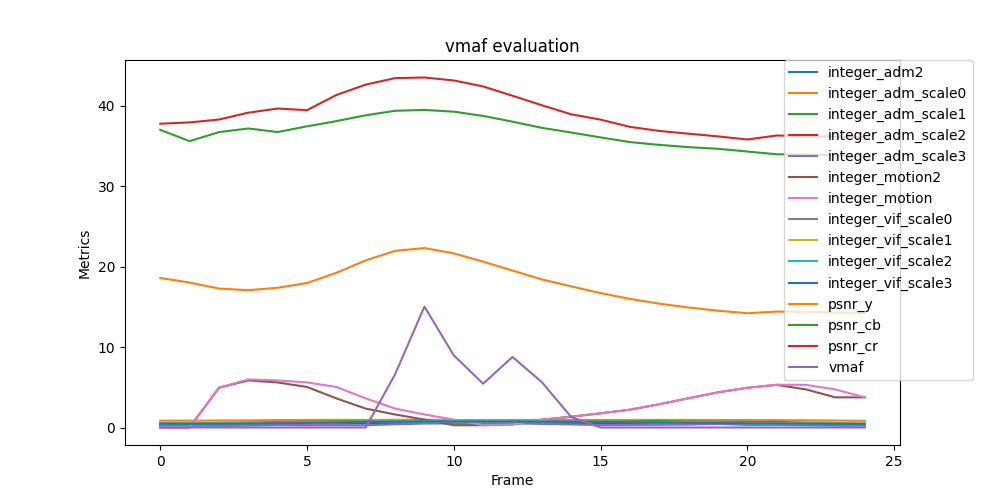 vmaf evaluation
Metrics
40
30
20
10
0
0 5 10 15 20 25
Frame
integer_adm2
integer_adm_scale0
integer_adm_scale1
integer_adm_scale2
integer_adm_scale3
integer_motion2
integer_motion
integer_vif_scale0
integer_vif_scale1
integer_vif_scale2
integer_vif_scale3
psnr_y
psnr_cb
psnr_cr
vmaf